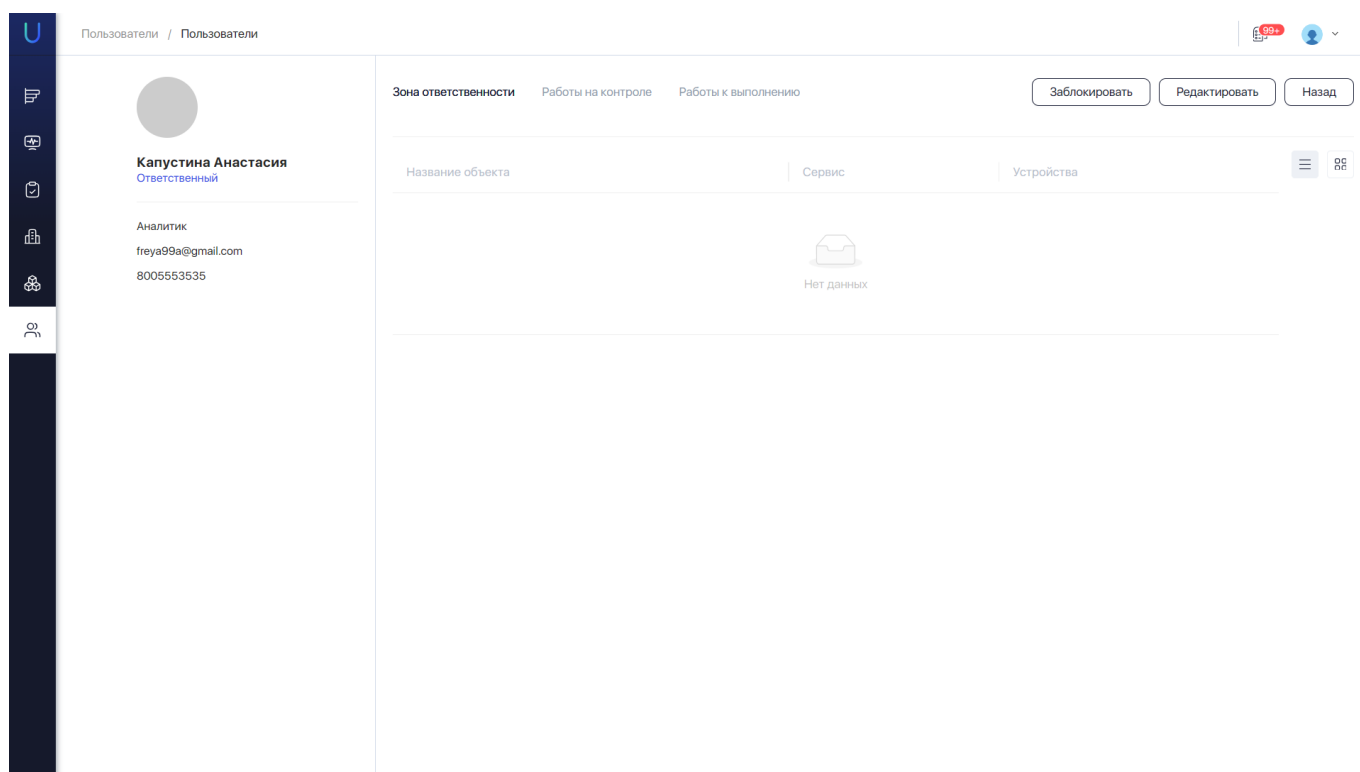 Пользователи / Пользователи
99+
Зона ответственности Работы на контроле Работы к выполнению Заблокировать Редактировать Назад
Капустина Анастасия
Ответственный
Аналитик
freya99a@gmail.com
8005553535
Название объекта Сервис Устройства
Нет данных